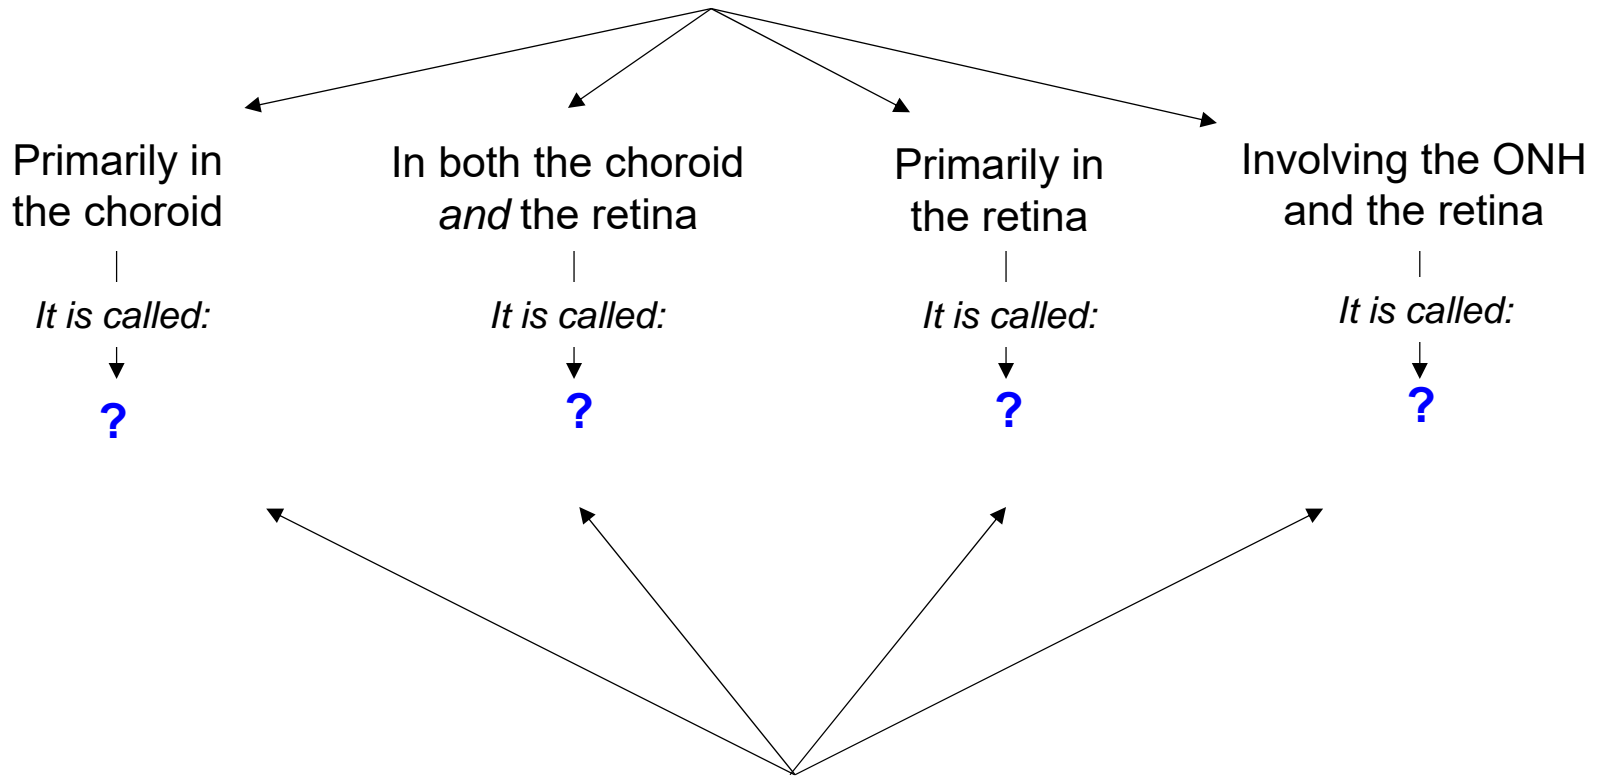 Primarily in
the choroid
It is called:
?
In both the choroid
and the retina
It is called:
?
Primarily in
the retina
It is called:
?
Involving the ONH
and the retina
It is called:
?